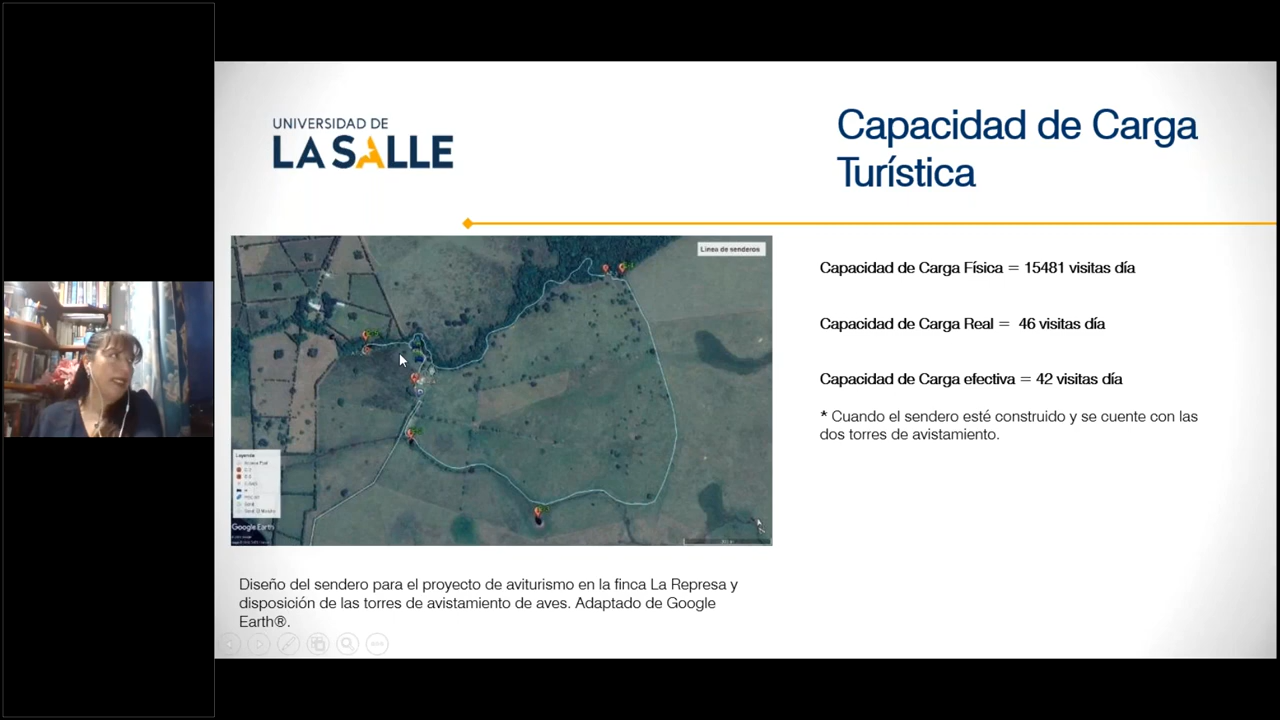 UNIVERSIDAD DE
LA SALLE
Capacidad de Carga
Turística
Linea de senderos
Capacidad de Carga Física = 15481 visitas día
Capacidad de Carga Real = 46 visitas día
Capacidad de Carga efectiva = 42 visitas día
* Cuando el sendero esté construido y se cuente con las
dos torres de avistamiento.
Leyenda
Google Earth
Diseño del sendero para el proyecto de aviturismo en la finca La Represa y
disposición de las torres de avistamiento de aves. Adaptado de Google
Earth®.